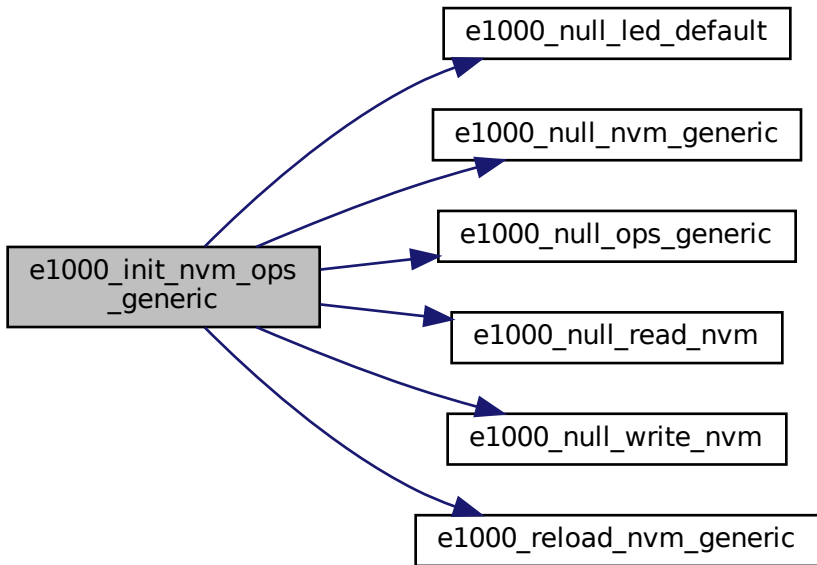 e1000_init_nvm_ops
_generic
e1000_null_led_default
e1000_null_nvm_generic
e1000_null_ops_generic
e1000_null_read_nvm
e1000_null_write_nvm
e1000_reload_nvm_generic